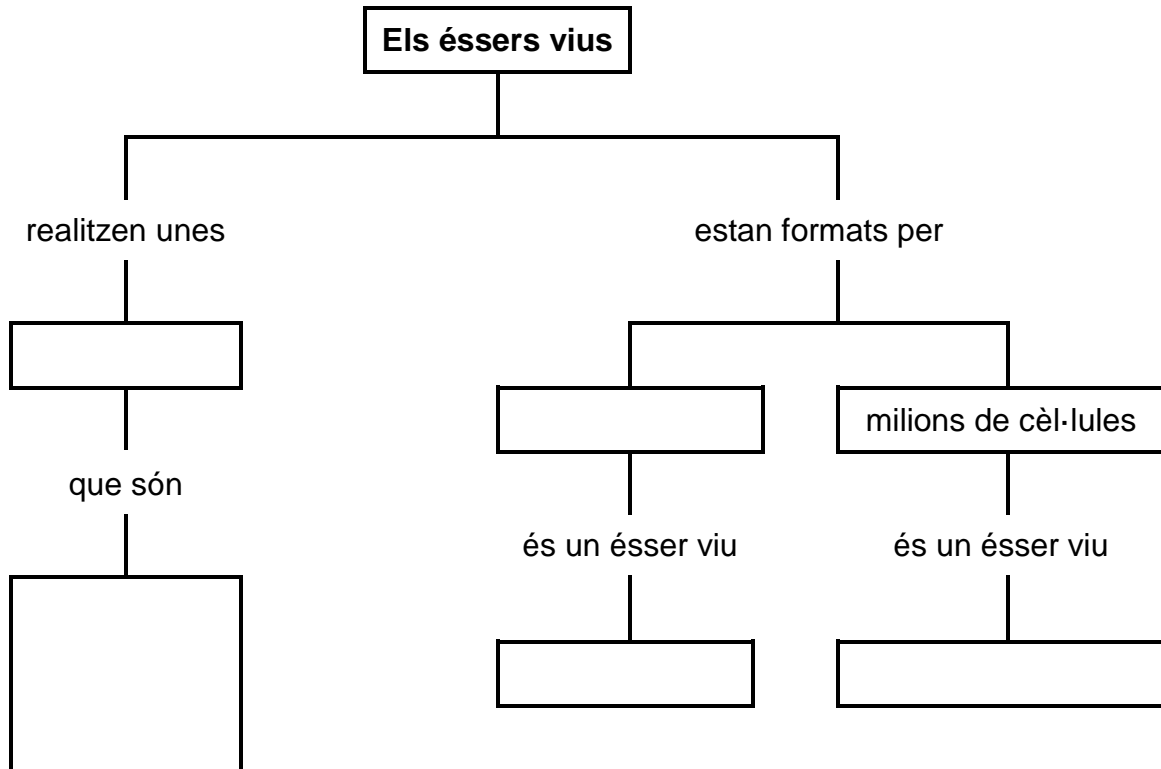 Els éssers vius
realitzen unes
estan formats per
milions de cèl·lules
que són
és un ésser viu
és un ésser viu